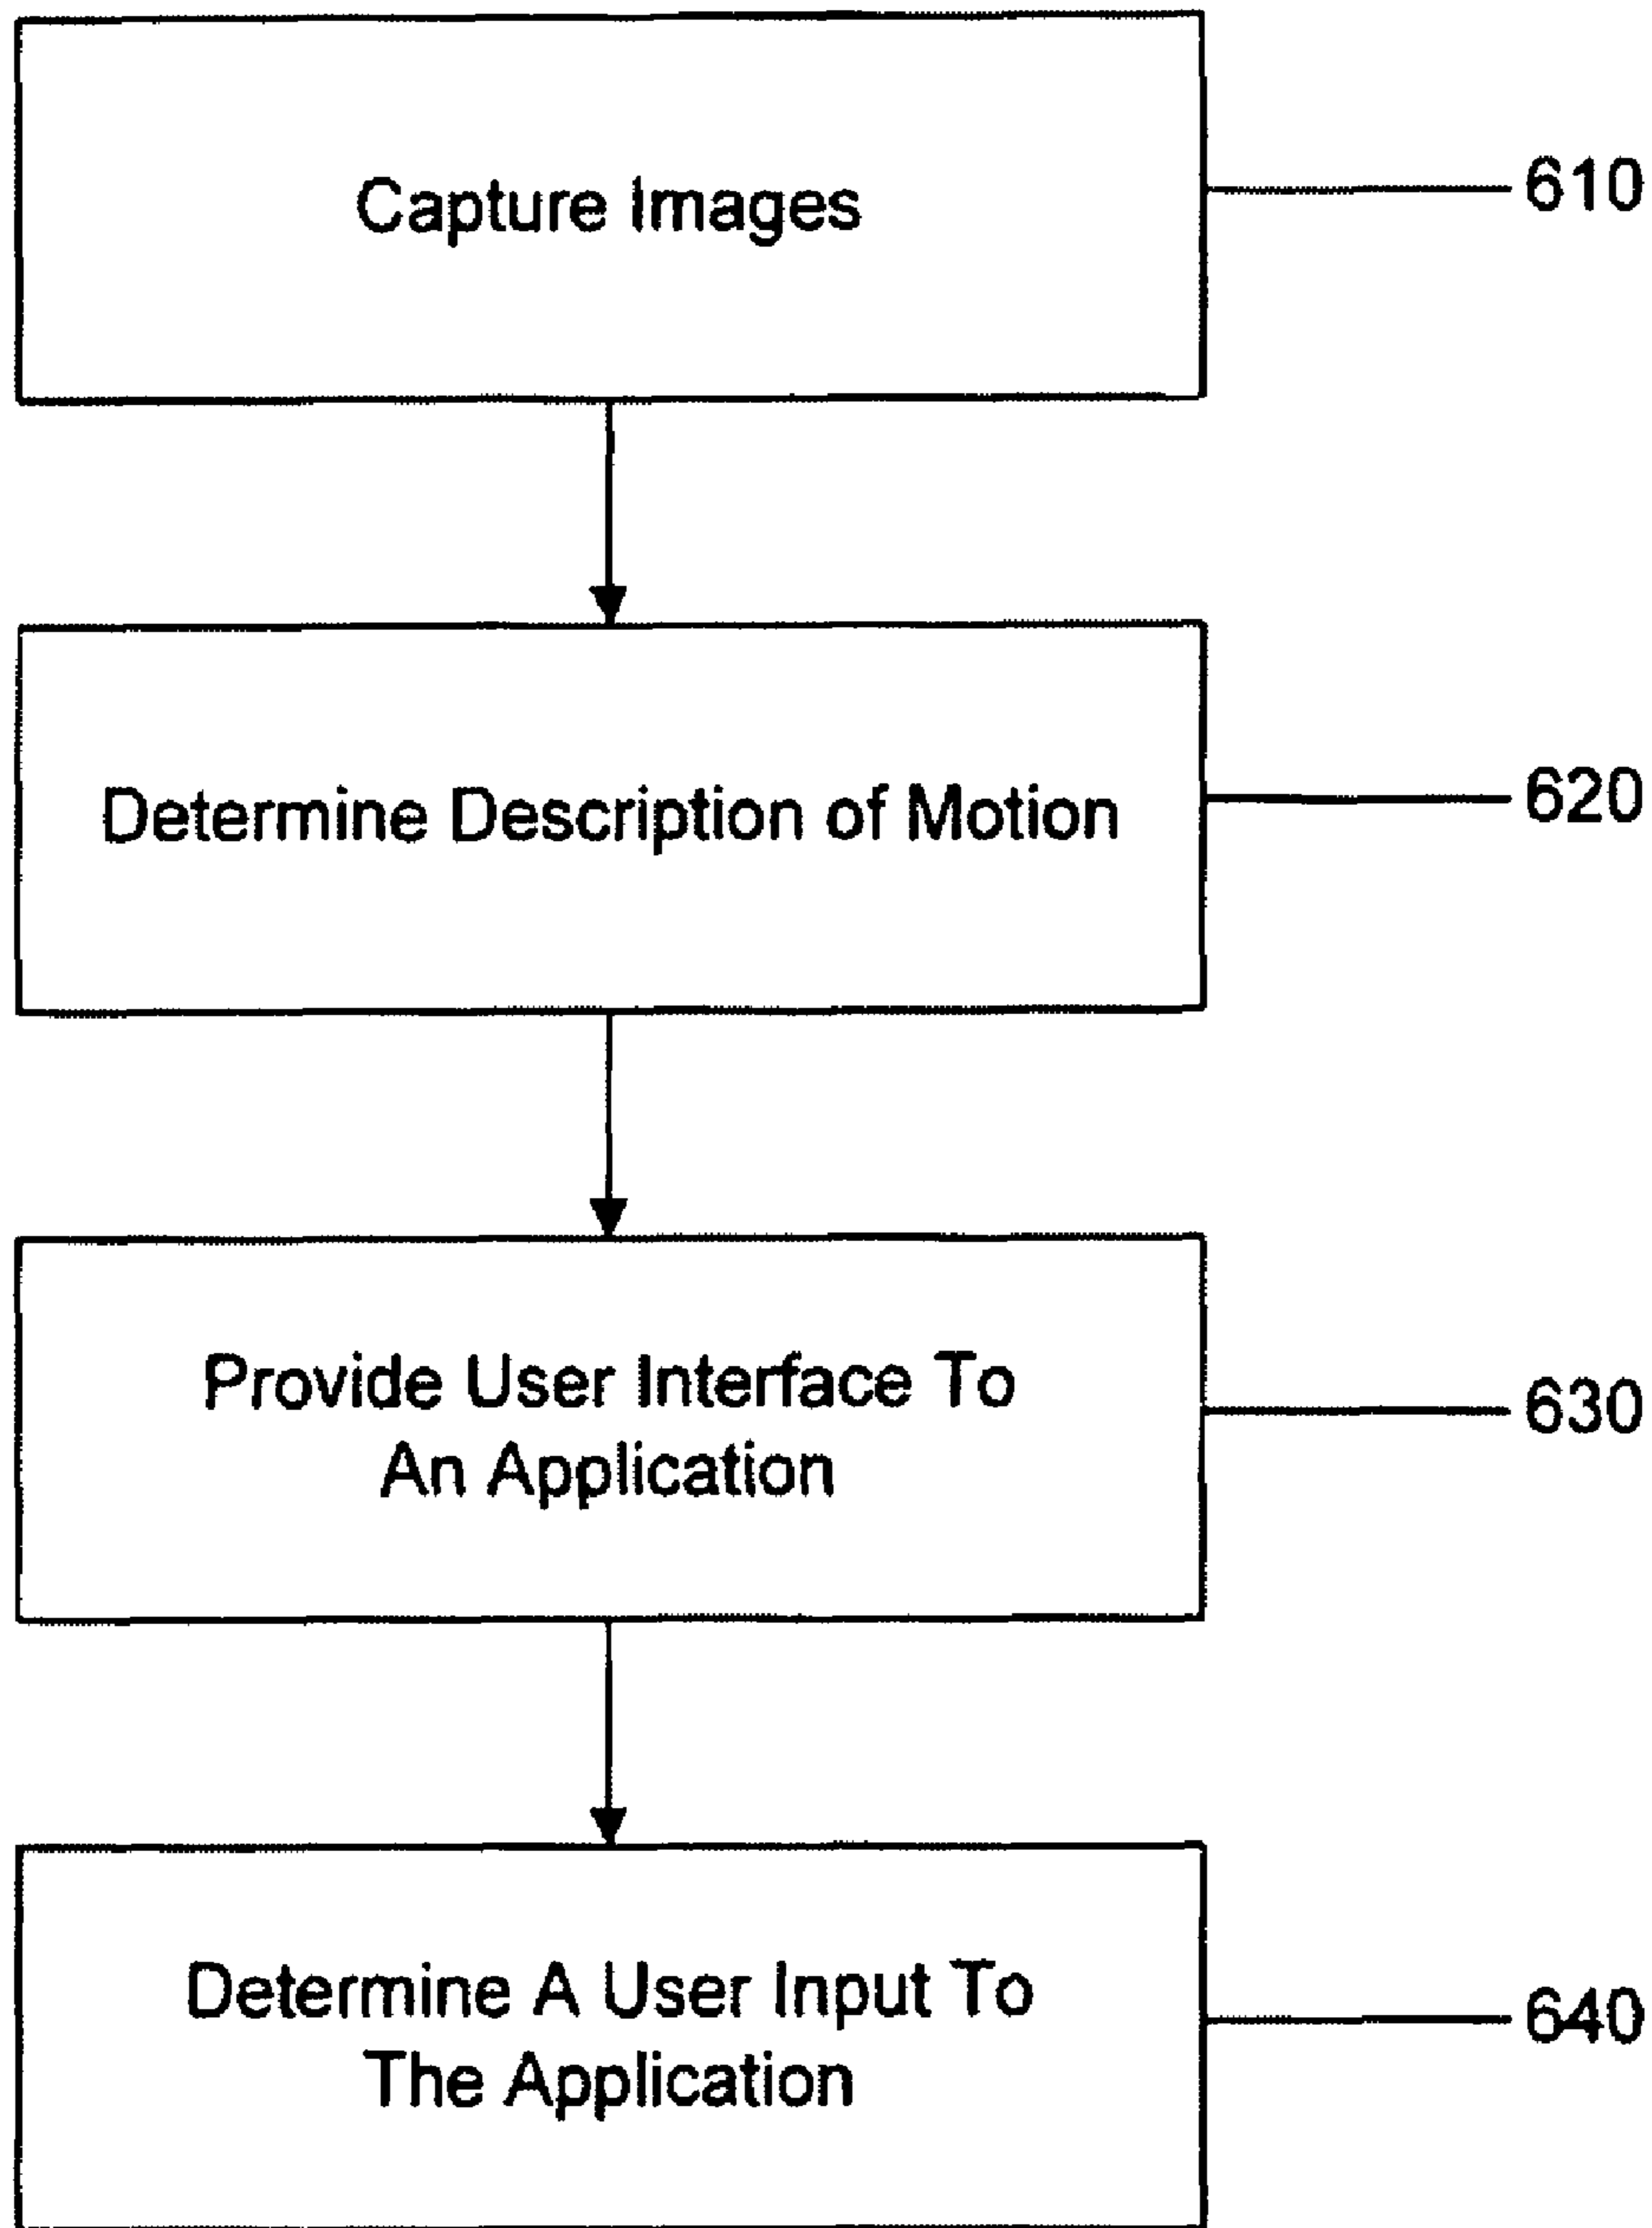 Capture Images
610
Determine Description of Motion
620
Provide User Interface To
An Application
630
Determine A User Input To
The Application
640